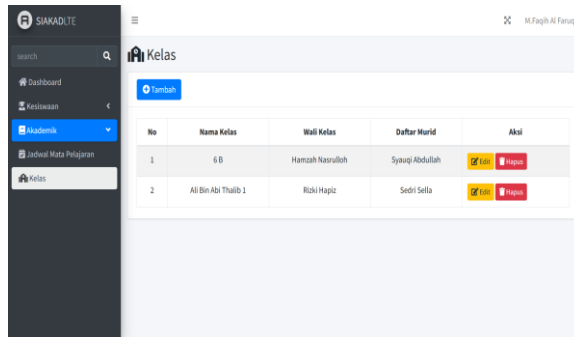 R SIAKADLTE
M.Faqih Al Faruq
search
Kelas
Dashboard
Tambah
Kesiswaan
Akademik
No Nama Kelas Wali Kelas Daftar Murid Aksi
Jadwal Mata Pelajaran
1 6 B Hamzah Nasrulloh Syauqi Abdullah Edit Hapus
Kelas
2 Ali Bin Abi Thalib 1 Rizki Hapiz Sedri Sella Edit Hapus